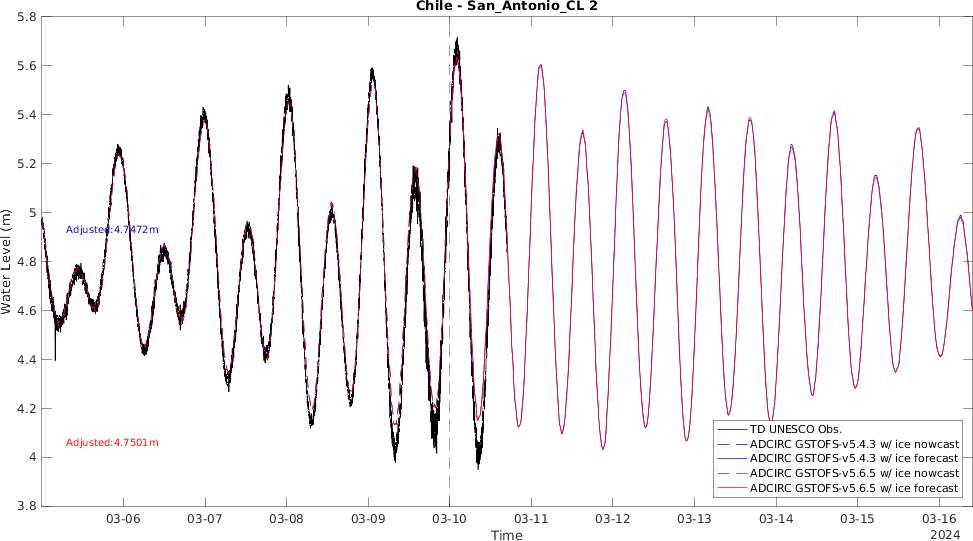 Chile - San_Antonio_CL 2
Water Level (m)
5.8
5.6
5.4
5.2
5
4.8
4.6
4.4
4.2
4
3.8
Adjusted:4.7472m
Adjusted:4.7501m
TD UNESCO Obs.
ADCIRC GSTOFS-v5.4.3 w/ ice nowcast
ADCIRC GSTOFS-v5.4.3 w/ ice forecast
ADCIRC GSTOFS-v5.6.5 w/ ice nowcast
ADCIRC GSTOFS-v5.6.5 w/ ice forecast
03-06 03-07 03-08 03-09 03-10 03-11 03-12 03-13 03-14 03-15 03-16
2024
Time